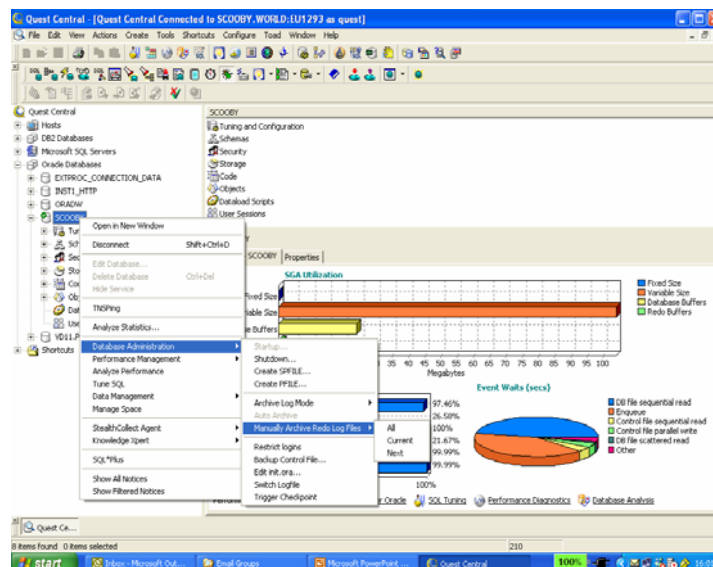 Quest Central - [Quest Central Connected to SCOOBY.WORLD:EU1293 as quest]
File Edit View Actions Create Tools Shortcuts Configure Toad Window Help
Quest Central
Hosts
DB2 Databases
Microsoft SQL Servers
Oracle Databases
EXTPROC_CONNECTION_DATA
INST1_HTTP
ORADW
SCOOBY
Shortcuts
SCOOBY
Tuning and Configuration
Schemas
Security
Storage
Code
Objects
Dataload Scripts
User Sessions
Open in New Window
Disconnect Shift+Ctrl+D
Edit Database...
Delete Database Ctrl+Del
Hide Service
TNSPing
Analyze Statistics...
Database Administration
Performance Management
Analyze Performance
Tune SQL
Data Management
Manage Space
StealthCollect Agent
Knowledge Xpert
SQL*Plus
Show All Notices
Show Filtered Notices
Startup...
Shutdown...
Create SPFILE...
Create PFILE...
Archive Log Mode
Auto Archive
Manually Archive Redo Log Files
Restrict logins
Backup Control File...
Edit init.ora...
Switch Logfile
Trigger Checkpoint
All
Current
Next
SCOOBY Properties
SGA Utilization
Fixed Size
Variable Size
Database Buffers
Redo Buffers
35 40 45 50 55 60 65 70 75 80 85 90 95 100
Megabytes
97.46%
26.58%
100%
21.67%
99.99%
99.99%
100%
Event Waits (secs)
DB file sequential read
Enqueue
Control file sequential read
Control file parallel write
DB file scattered read
Other
Oracle SQL Tuning Performance Diagnostics Database Analysis
Quest Ce...
8 items found 0 items selected
210
start Inbox - Microsoft Out... Email Groups Microsoft PowerPoint ... Quest Central 100% 16:01